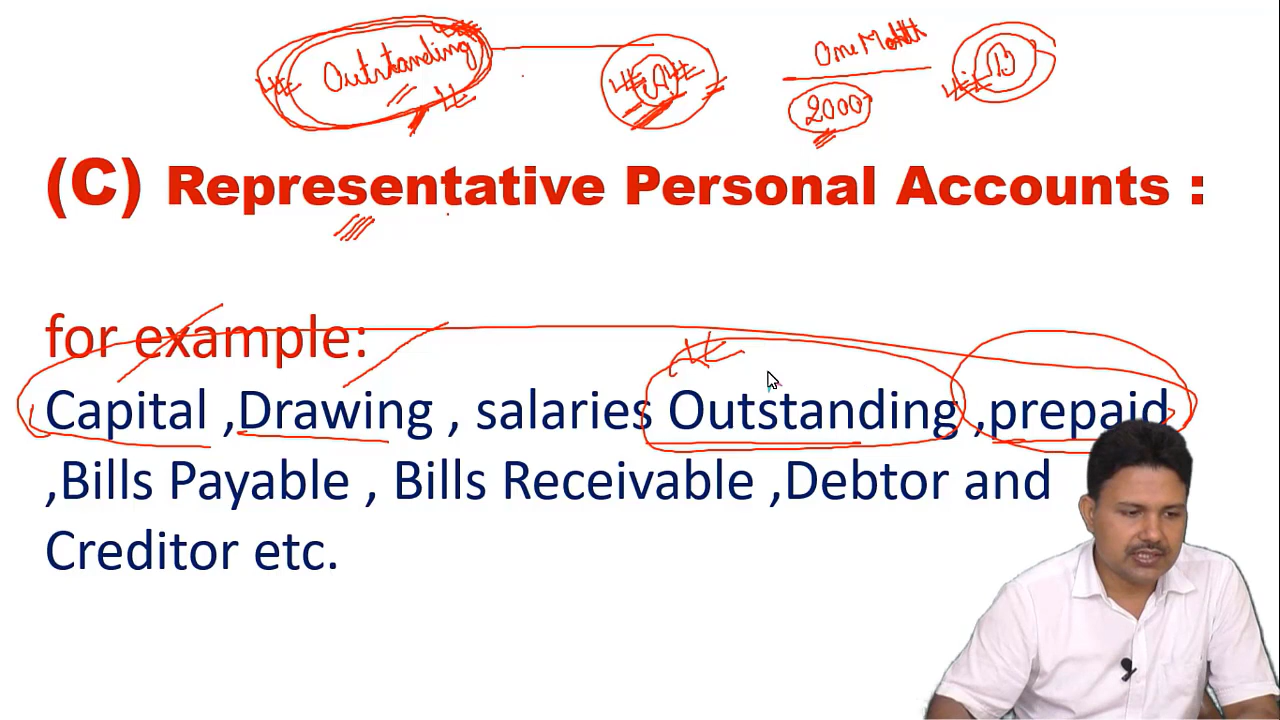 Outstanding
One Month
2000
(C) Representative Personal Accounts :
for example:
Capital ,Drawing , salaries Outstanding ,prepaid
,Bills Payable , Bills Receivable ,Debtor and
Creditor etc.